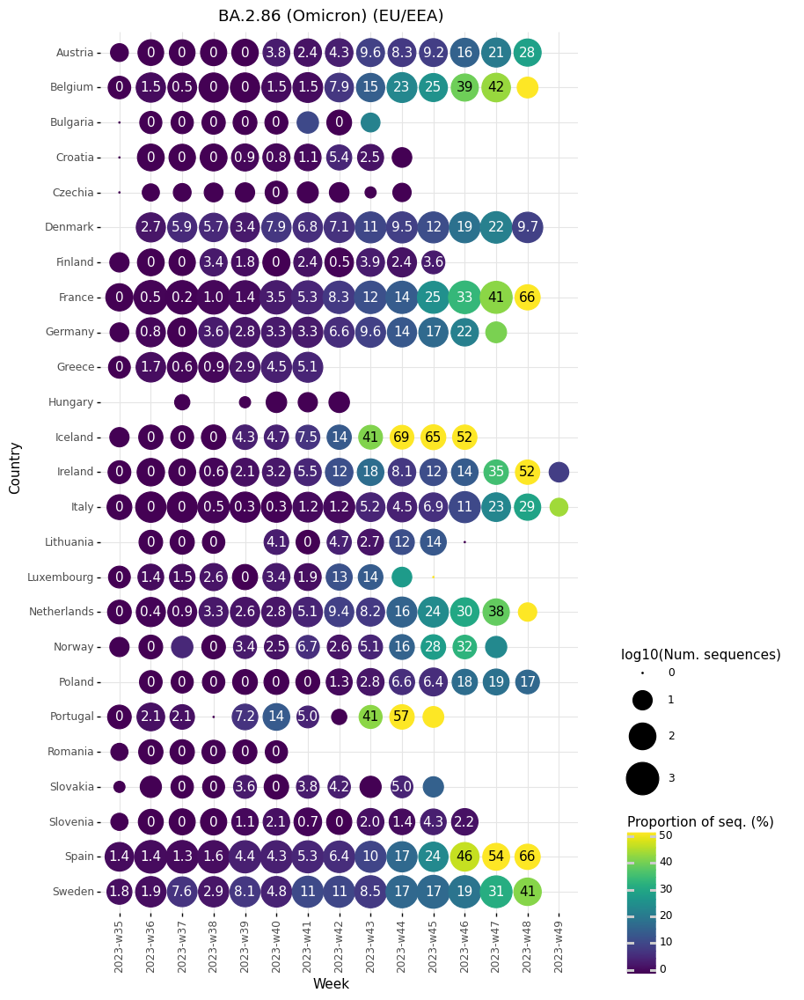 BA.2.86 (Omicron) (EU/EEA)
Austria 0 0 0 0 3.8 2.4 4.3 9.6 8.3 9.2 16 21 28
Belgium 0 1.5 0.5 0 0 1.5 1.5 7.9 15 23 25 39 42
Bulgaria 0 0 0 0 0 0
Croatia 0 0 0 0.9 0.8 1.1 5.4 2.5
Czechia 0
Denmark 2.7 5.9 5.7 3.4 7.9 6.8 7.1 11 9.5 12 19 22 9.7
Finland 0 0 3.4 1.8 0 2.4 0.5 3.9 2.4 3.6
France 0 0.5 0.2 1.0 1.4 3.5 5.3 8.3 12 14 25 33 41 66
Germany 0.8 0 3.6 2.8 3.3 3.3 6.6 9.6 14 17 22
Greece 0 1.7 0.6 0.9 2.9 4.5 5.1
Hungary
Iceland 0 0 0 4.3 4.7 7.5 14 41 69 65 52
Ireland 0 0 0 0.6 2.1 3.2 5.5 12 18 8.1 12 14 35 52
Italy 0 0 0 0.5 0.3 0.3 1.2 1.2 5.2 4.5 6.9 11 23 29
Lithuania 0 0 0 4.1 0 4.7 2.7 12 14
Luxembourg 0 1.4 1.5 2.6 0 3.4 1.9 13 14
Netherlands 0 0.4 0.9 3.3 2.6 2.8 5.1 9.4 8.2 16 24 30 38
Norway 0 0 3.4 2.5 6.7 2.6 5.1 16 28 32
Poland 0 0 0 0 0 0 1.3 2.8 6.6 6.4 18 19 17
Portugal 0 2.1 2.1 7.2 14 5.0 41 57
Romania 0 0 0 0 0
Slovakia 0 0 3.6 0 3.8 4.2 5.0
Slovenia 0 0 0 1.1 2.1 0.7 0 2.0 1.4 4.3 2.2
Spain 1.4 1.4 1.3 1.6 4.4 4.3 5.3 6.4 10 17 24 46 54 66
Sweden 1.8 1.9 7.6 2.9 8.1 4.8 11 11 8.5 17 17 19 31 41
2023-w35
2023-w36
2023-w37
2023-w38
2023-w39
2023-w40
2023-w41
2023-w42
2023-w43
2023-w44
2023-w45
2023-w46
2023-w47
2023-w48
2023-w49
Week
Country
log10(Num. sequences)
0
1
2
3
Proportion of seq. (%)
50
40
30
20
10
0